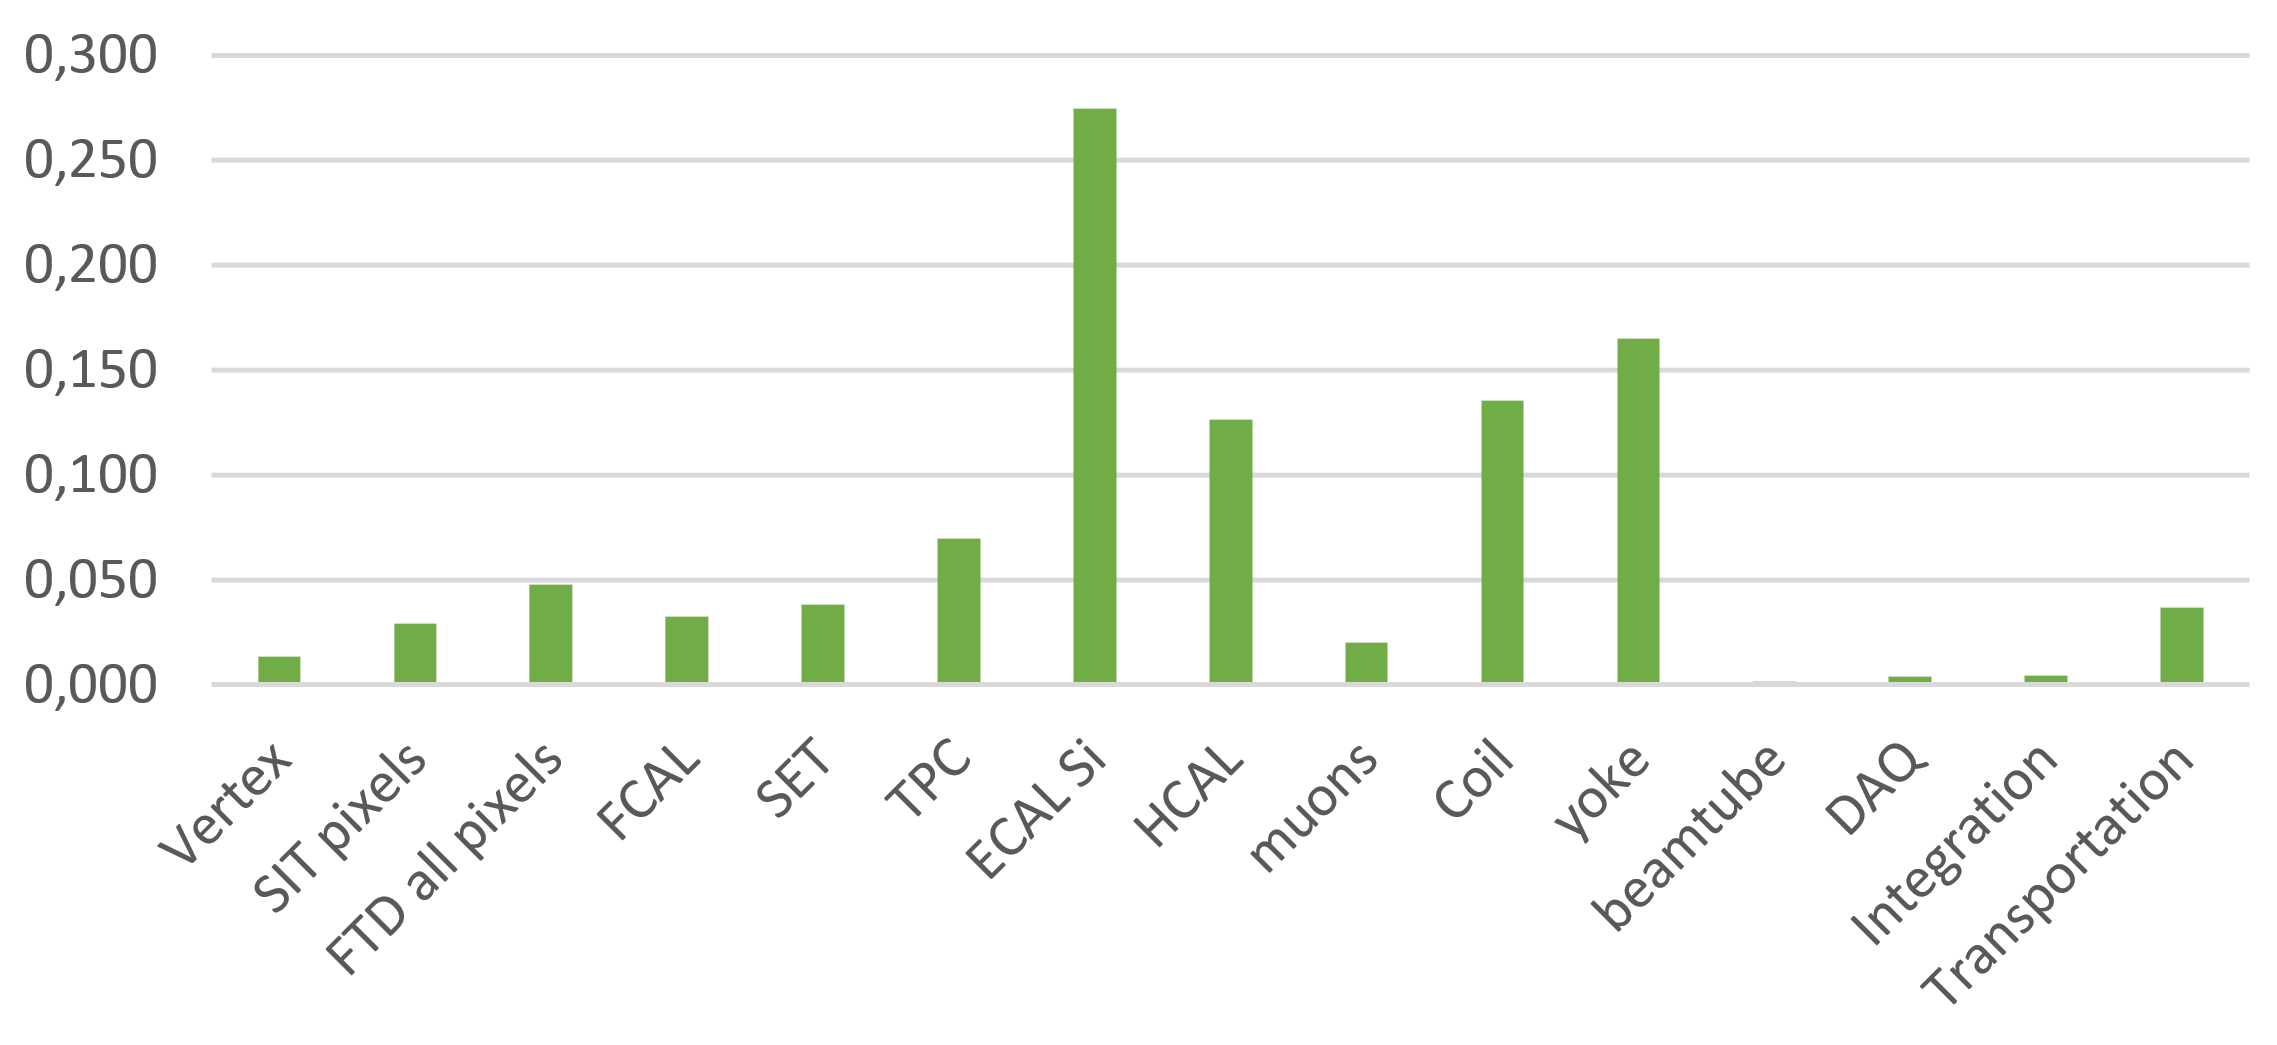 0,300
0,250
0,200
0,150
0,100
0,050
0,000
Vertex
SIT pixels
FTD all pixels
FCAL
SET
TPC
ECAL Si
HCAL
muons
Coil
yoke
beamtube
DAQ
Integration
Transportation